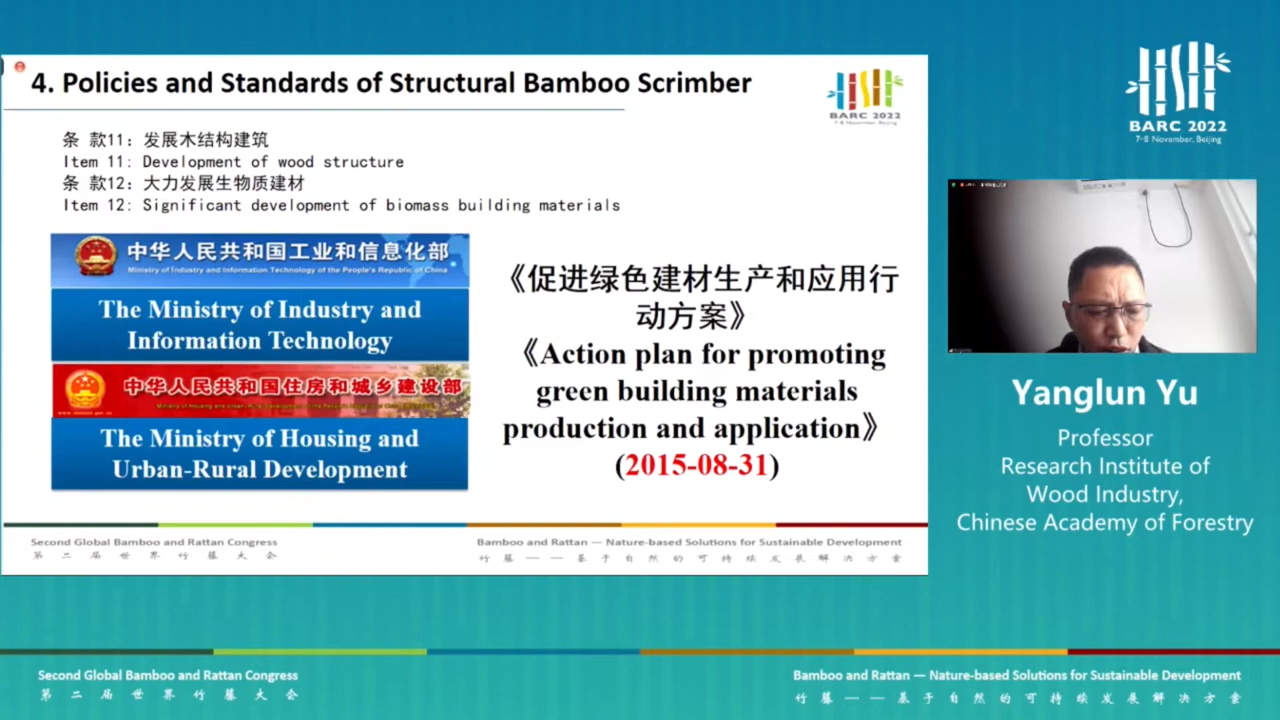 4. Policies and Standards of Structural Bamboo Scrimber
BARC 2022
7-8 November, Beijing
条 款11：发展木结构建筑
Item 11: Development of wood structure
条 款12：大力发展生物质建材
Item 12: Significant development of biomass building materials
中华人民共和国工业和信息化部
Ministry of Industry and Information Technology of the People's Republic of China
The Ministry of Industry and
Information Technology
中华人民共和国住房和城乡建设部
The Ministry of Housing and
Urban-Rural Development
《促进绿色建材生产和应用行
动方案》
《Action plan for promoting
green building materials
production and application》
(2015-08-31)
Second Global Bamboo and Rattan Congress
第二届世界竹藤大会
Bamboo and Rattan — Nature-based Solutions for Sustainable Development
竹藤——基于自然的可持续发展解决方案
BARC 2022
7-8 November, Beijing
Yanglun Yu
Professor
Research Institute of
Wood Industry,
Chinese Academy of Forestry
Second Global Bamboo and Rattan Congress
第二届世界竹藤大会
Bamboo and Rattan — Nature-based Solutions for Sustainable Development
竹藤——基于自然的可持续发展解决方案